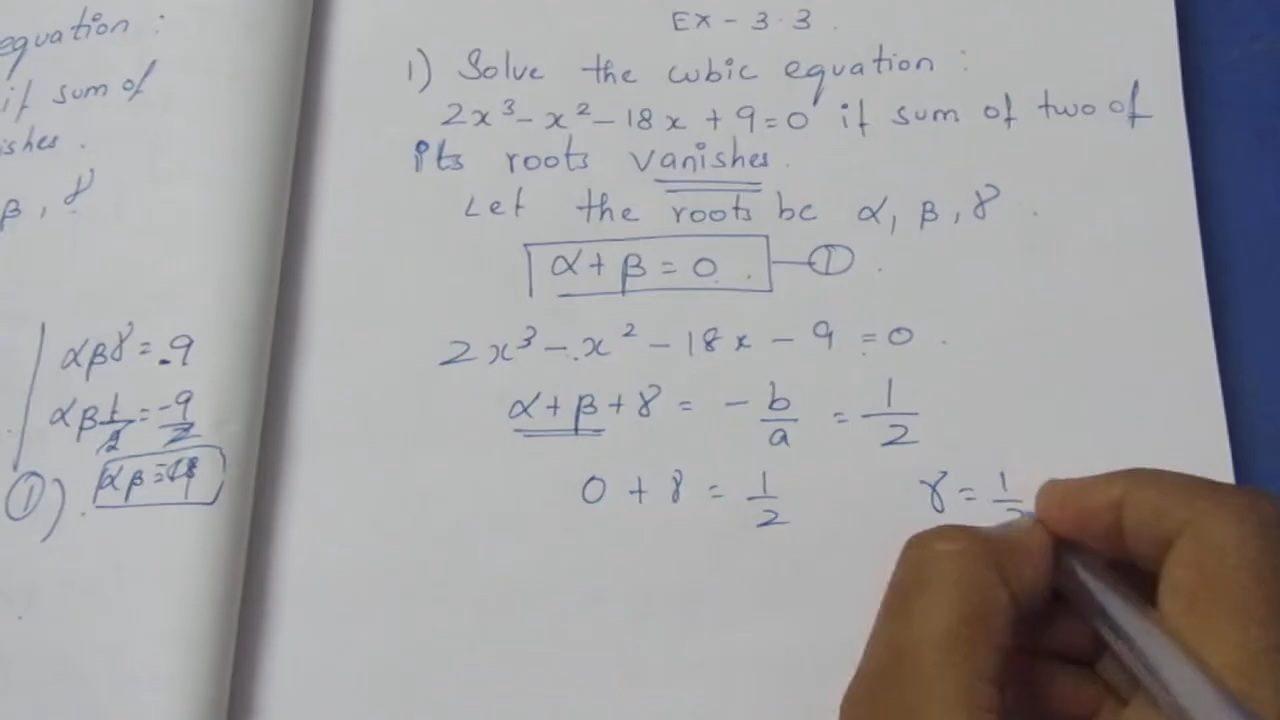 equation :
if sum of
ishes .
β , γ
αβγ = -9
αβ 1/2 = -9/2
①) . αβ =
EX - 3.3 .
1) Solve the cubic equation :
2x³ - x² - 18x + 9 = 0 if sum of two of
its roots vanishes .
Let the roots be α, β, γ .
α + β = 0 . — ① .
2x³ - x² - 18x - 9 = 0 .
α + β + γ = - b/a = 1/2
0 + γ = 1/2 γ = 1/2